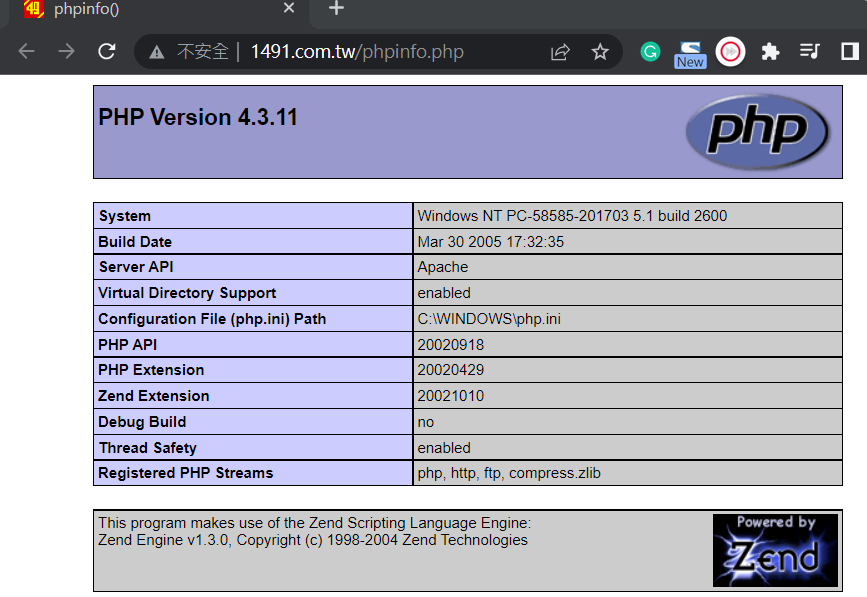 phpinfo()
不安全 | 1491.com.tw/phpinfo.php
New
PHP Version 4.3.11
php
System Windows NT PC-58585-201703 5.1 build 2600
Build Date Mar 30 2005 17:32:35
Server API Apache
Virtual Directory Support enabled
Configuration File (php.ini) Path C:\WINDOWS\php.ini
PHP API 20020918
PHP Extension 20020429
Zend Extension 20021010
Debug Build no
Thread Safety enabled
Registered PHP Streams php, http, ftp, compress.zlib
This program makes use of the Zend Scripting Language Engine:
Zend Engine v1.3.0, Copyright (c) 1998-2004 Zend Technologies
Powered by
Zend